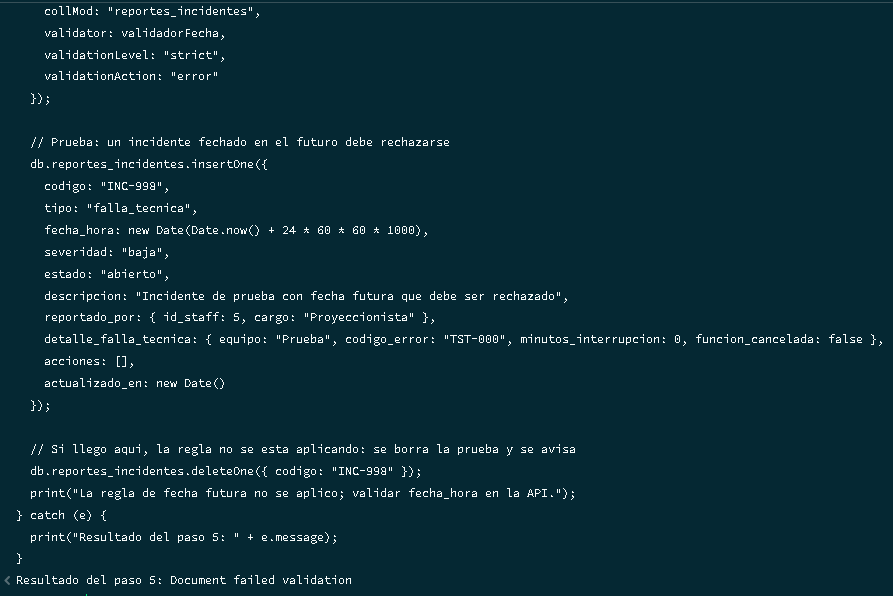 collMod: "reportes_incidentes",
validator: validadorFecha,
validationLevel: "strict",
validationAction: "error"
});
// Prueba: un incidente fechado en el futuro debe rechazarse
db.reportes_incidentes.insertOne({
codigo: "INC-998",
tipo: "falla_tecnica",
fecha_hora: new Date(Date.now() + 24 * 60 * 60 * 1000),
severidad: "baja",
estado: "abierto",
descripcion: "Incidente de prueba con fecha futura que debe ser rechazado",
reportado_por: { id_staff: 5, cargo: "Proyeccionista" },
detalle_falla_tecnica: { equipo: "Prueba", codigo_error: "TST-000", minutos_interrupcion: 0, funcion_cancelada: false },
acciones: [],
actualizado_en: new Date()
});
// Si llego aqui, la regla no se esta aplicando: se borra la prueba y se avisa
db.reportes_incidentes.deleteOne({ codigo: "INC-998" });
print("La regla de fecha futura no se aplico; validar fecha_hora en la API.");
} catch (e) {
print("Resultado del paso 5: " + e.message);
}
< Resultado del paso 5: Document failed validation